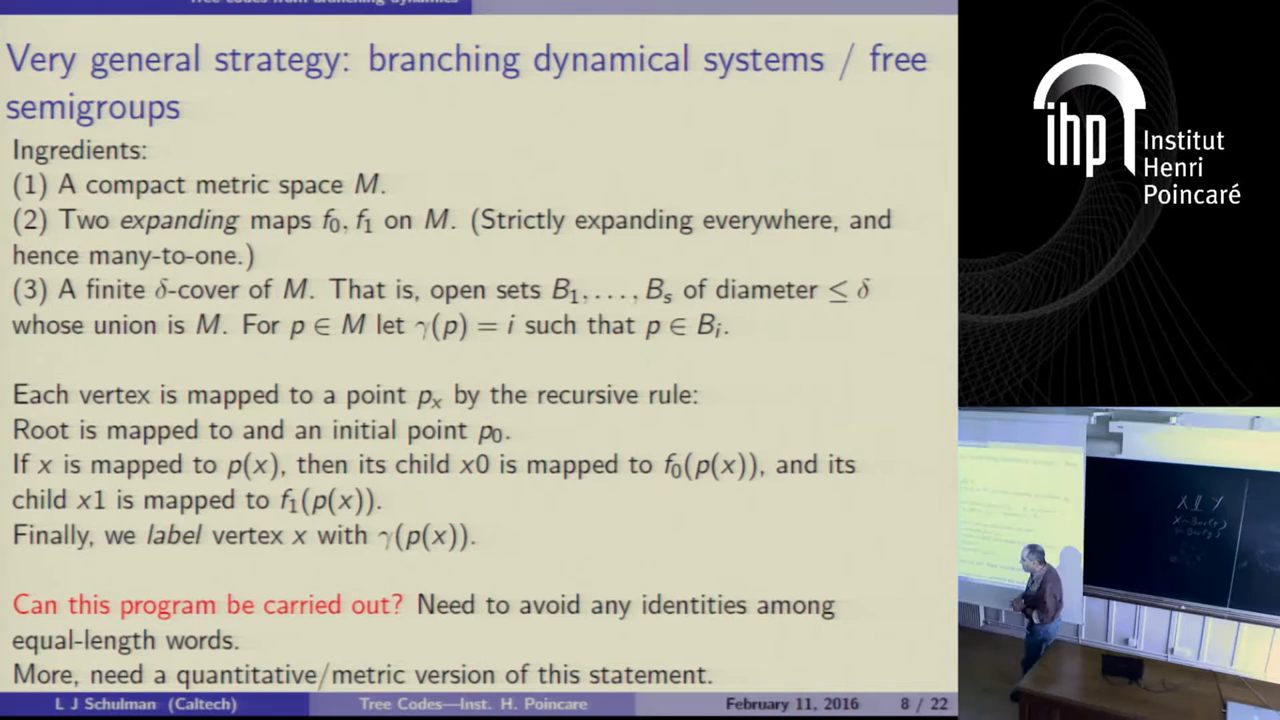 Tree codes from branching dynamics
Very general strategy: branching dynamical systems / free
semigroups
Ingredients:
(1) A compact metric space M.
(2) Two expanding maps f₀, f₁ on M. (Strictly expanding everywhere, and
hence many-to-one.)
(3) A finite δ-cover of M. That is, open sets B₁, . . . , Bₛ of diameter ≤ δ
whose union is M. For p ∈ M let γ(p) = i such that p ∈ Bᵢ.
Each vertex is mapped to a point pₓ by the recursive rule:
Root is mapped to and an initial point p₀.
If x is mapped to p(x), then its child x0 is mapped to f₀(p(x)), and its
child x1 is mapped to f₁(p(x)).
Finally, we label vertex x with γ(p(x)).
Can this program be carried out? Need to avoid any identities among
equal-length words.
More, need a quantitative/metric version of this statement.
L J Schulman (Caltech) Tree Codes—Inst. H. Poincare February 11, 2016 8 / 22
ihp
Institut
Henri
Poincaré